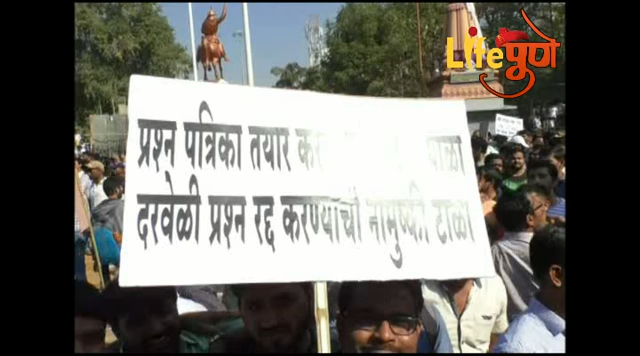 Life पुणे
प्रश्न पत्रिका तयार
दरवेळी प्रश्न रद्द करण्याची नामुष्की टाळा